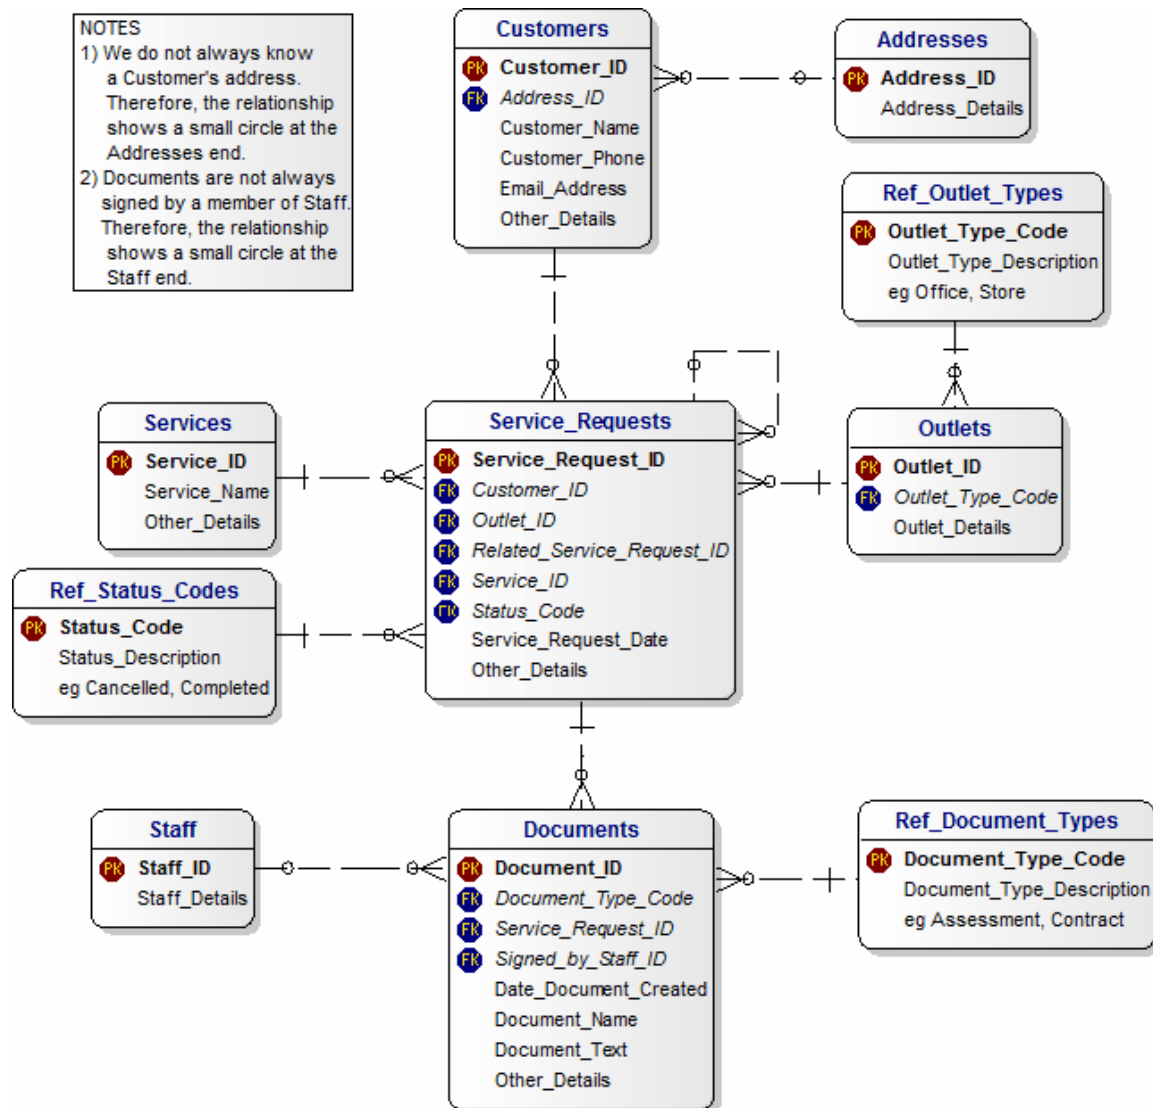 NOTES
1) We do not always know
a Customer's address.
Therefore, the relationship
shows a small circle at the
Addresses end.
2) Documents are not always
signed by a member of Staff.
Therefore, the relationship
shows a small circle at the
Staff end.
Customers
PK Customer_ID
FK Address_ID
Customer_Name
Customer_Phone
Email_Address
Other_Details
Addresses
PK Address_ID
Address_Details
Ref_Outlet_Types
PK Outlet_Type_Code
Outlet_Type_Description
eg Office, Store
Services
PK Service_ID
Service_Name
Other_Details
Service_Requests
PK Service_Request_ID
FK Customer_ID
FK Outlet_ID
FK Related_Service_Request_ID
FK Service_ID
FK Status_Code
Service_Request_Date
Other_Details
Outlets
PK Outlet_ID
FK Outlet_Type_Code
Outlet_Details
Ref_Status_Codes
PK Status_Code
Status_Description
eg Cancelled, Completed
Staff
PK Staff_ID
Staff_Details
Documents
PK Document_ID
FK Document_Type_Code
FK Service_Request_ID
FK Signed_by_Staff_ID
Date_Document_Created
Document_Name
Document_Text
Other_Details
Ref_Document_Types
PK Document_Type_Code
Document_Type_Description
eg Assessment, Contract